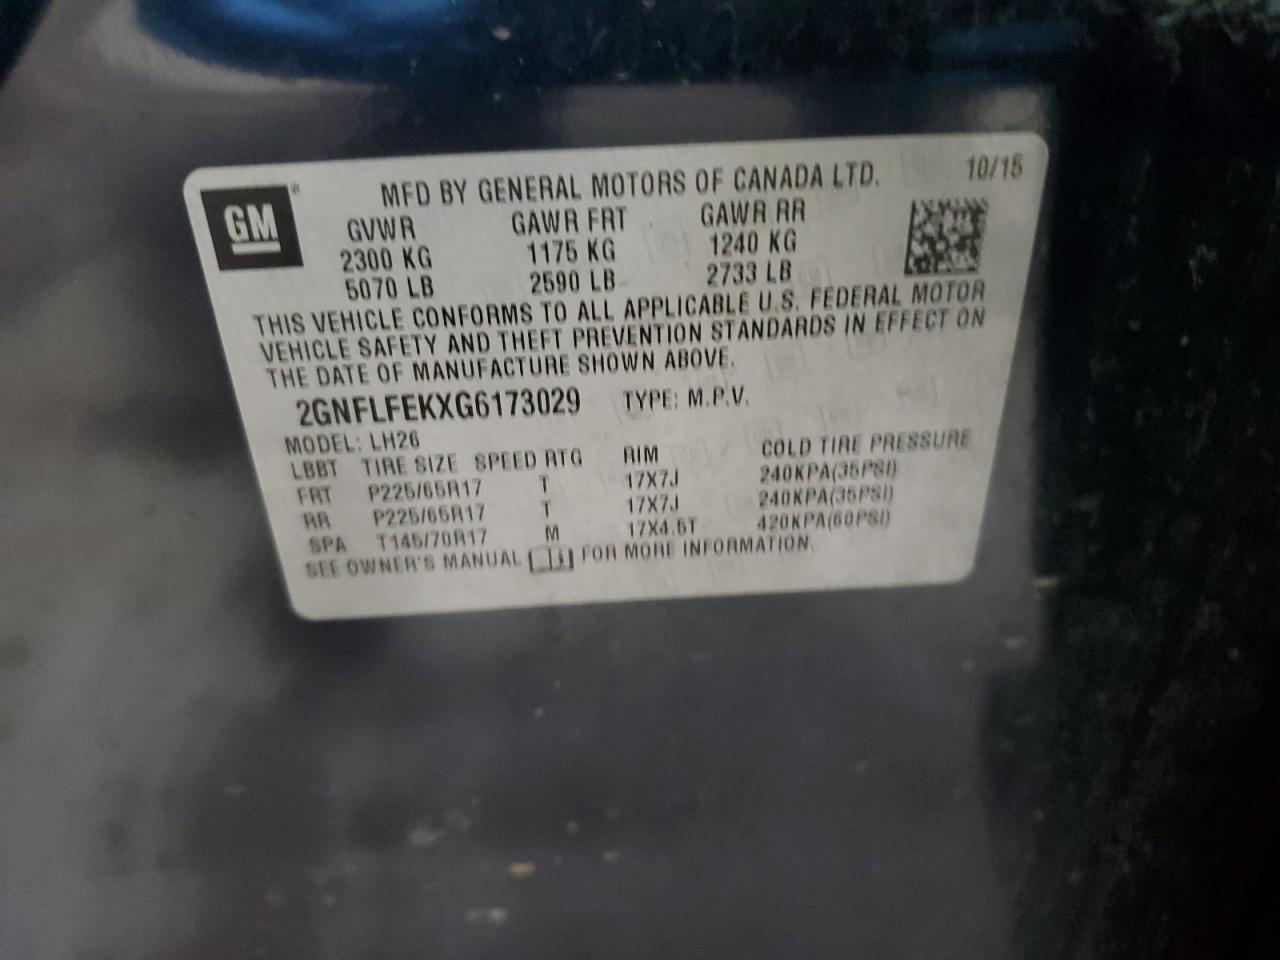 GM
®
MFD BY GENERAL MOTORS OF CANADA LTD. 10/15
GVWR GAWR FRT GAWR RR
2300 KG 1175 KG 1240 KG
5070 LB 2590 LB 2733 LB
THIS VEHICLE CONFORMS TO ALL APPLICABLE U.S. FEDERAL MOTOR
VEHICLE SAFETY AND THEFT PREVENTION STANDARDS IN EFFECT ON
THE DATE OF MANUFACTURE SHOWN ABOVE.
2GNFLFEKXG6173029 TYPE: M.P.V.
MODEL: LH26
LBBT TIRE SIZE SPEED RTG RIM COLD TIRE PRESSURE
FRT P225/65R17 T 17X7J 240KPA(35PSI)
RR P225/65R17 T 17X7J 240KPA(35PSI)
SPA T145/70R17 M 17X4.5T 420KPA(60PSI)
SEE OWNER'S MANUAL FOR MORE INFORMATION.